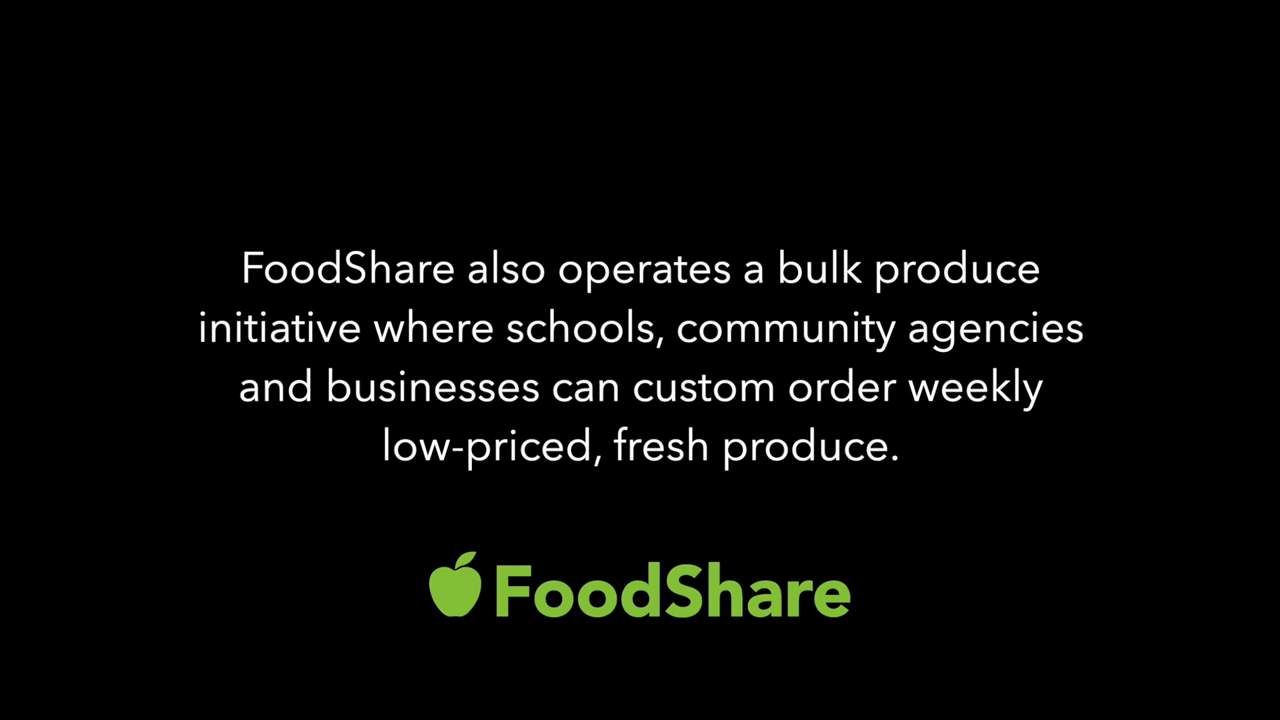 FoodShare also operates a bulk produce
initiative where schools, community agencies
and businesses can custom order weekly
low-priced, fresh produce.
FoodShare